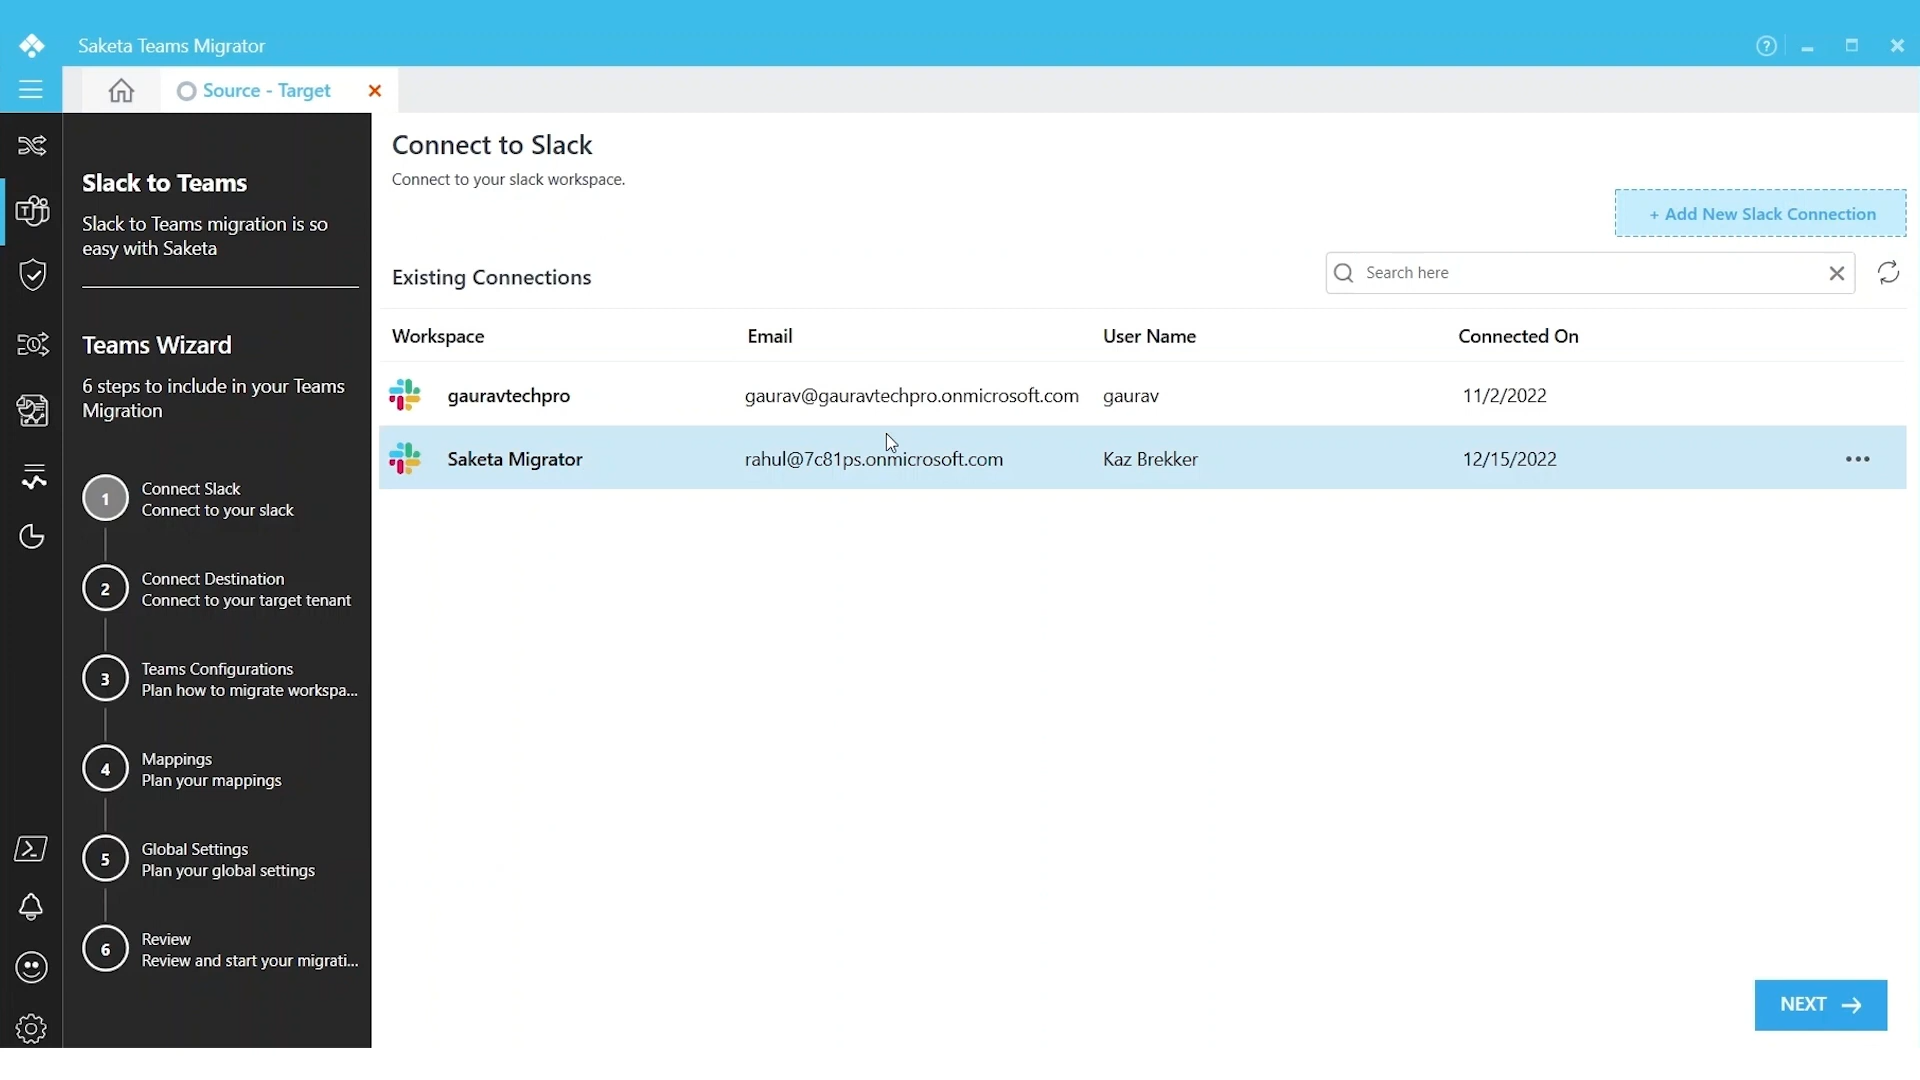 Saketa Teams Migrator
Source - Target
Slack to Teams
Slack to Teams migration is so
easy with Saketa
Teams Wizard
6 steps to include in your Teams
Migration
1
Connect Slack
Connect to your slack
2
Connect Destination
Connect to your target tenant
3
Teams Configurations
Plan how to migrate workspa...
4
Mappings
Plan your mappings
5
Global Settings
Plan your global settings
6
Review
Review and start your migrati...
Connect to Slack
Connect to your slack workspace.
+ Add New Slack Connection
Existing Connections
Search here
Workspace Email User Name Connected On
gauravtechpro gaurav@gauravtechpro.onmicrosoft.com gaurav 11/2/2022
Saketa Migrator rahul@7c81ps.onmicrosoft.com Kaz Brekker 12/15/2022
NEXT